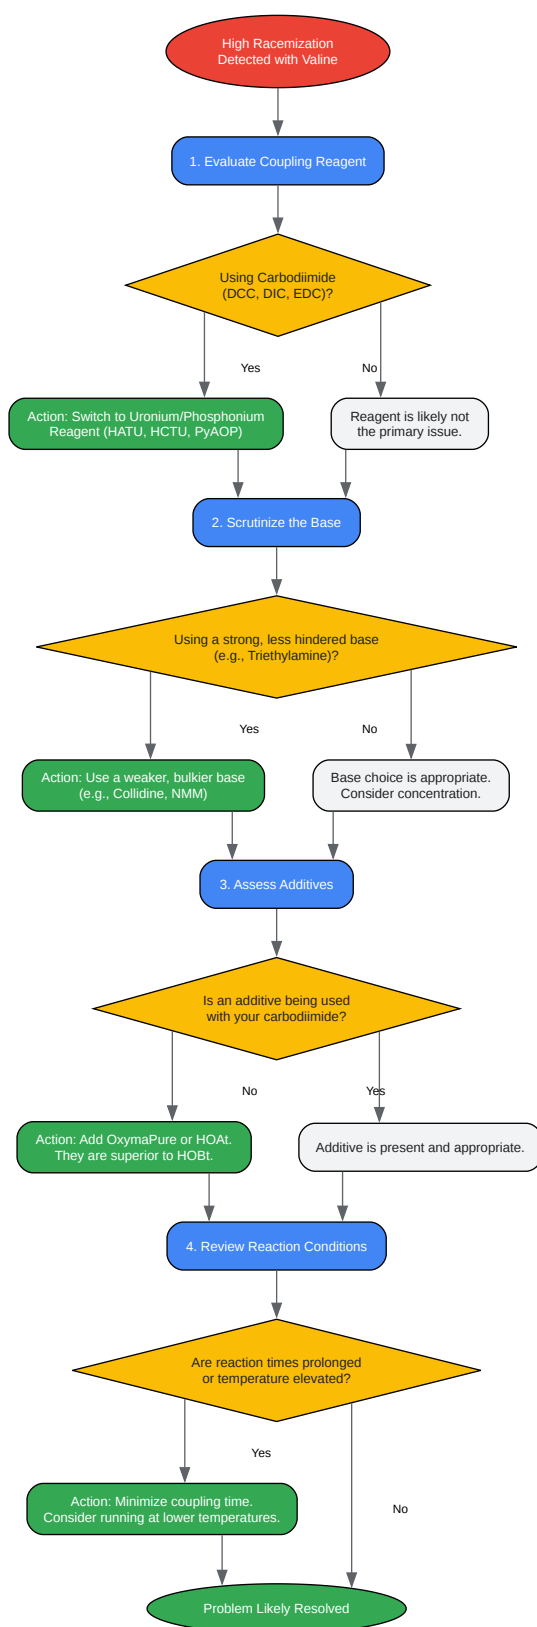 High Racemization
Detected with Valine
1. Evaluate Coupling Reagent
Using Carbodiimide
(DCC, DIC, EDC)?
Yes
No
Action: Switch to Uronium/Phosphonium
Reagent (HATU, HCTU, PyAOP)
Reagent is likely not
the primary issue.
2. Scrutinize the Base
Using a strong, less hindered base
(e.g., Triethylamine)?
Yes
No
Action: Use a weaker, bulkier base
(e.g., Collidine, NMM)
Base choice is appropriate.
Consider concentration.
3. Assess Additives
Is an additive being used
with your carbodiimide?
No
Yes
Action: Add OxymaPure or HOAt.
They are superior to HOBt.
Additive is present and appropriate.
4. Review Reaction Conditions
Are reaction times prolonged
or temperature elevated?
Yes
Action: Minimize coupling time.
Consider running at lower temperatures.
No
Problem Likely Resolved